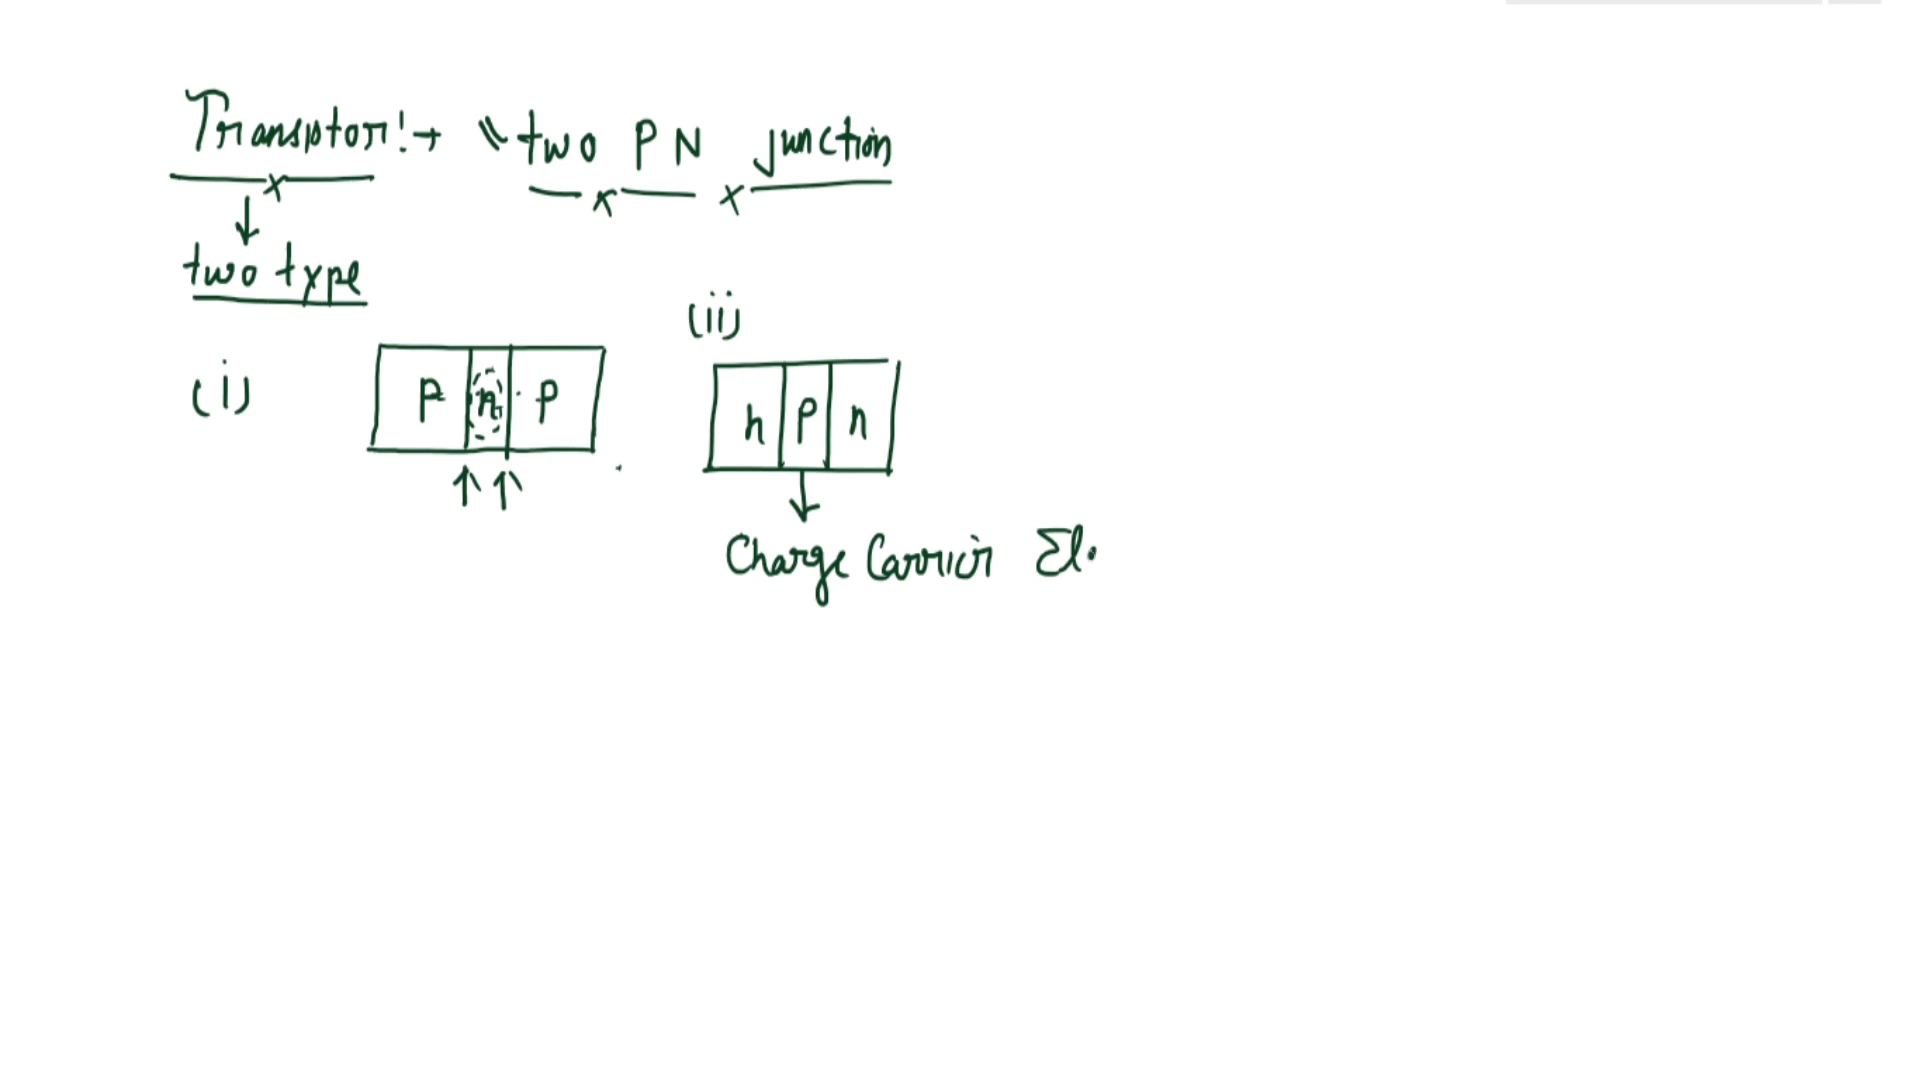 Transistor:→ "two PN junction
two type
(i)
p n p
(ii)
n p n
Charge Carrier El.